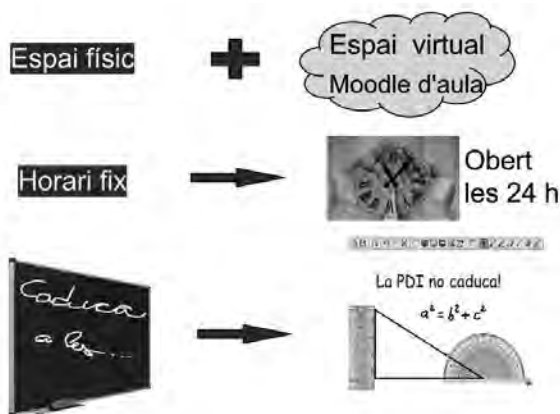 Espai físic
Espai virtual
Moodle d'aula
Horari fix
Obert
les 24 h
Caduca
a les...
La PDI no caduca!
a² = b² + c²